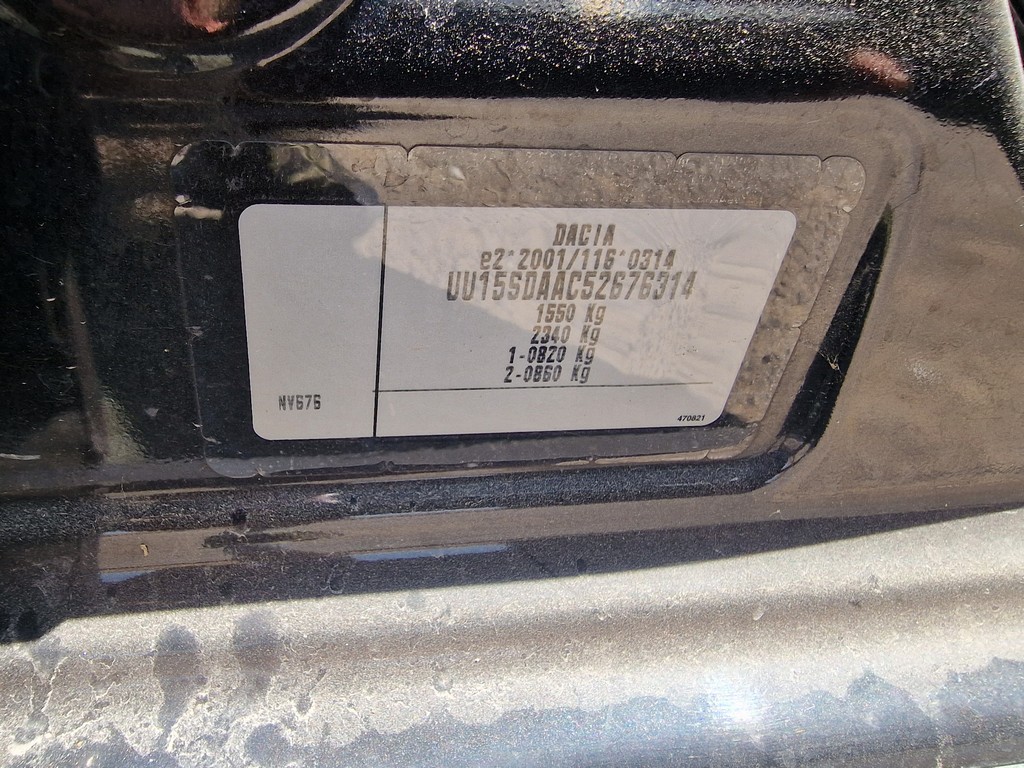 DACIA
e2*2001/116*0314
UU15SDAAC52676314
1550 Kg
2340 Kg
1-0820 Kg
2-0860 Kg
NV676
470821